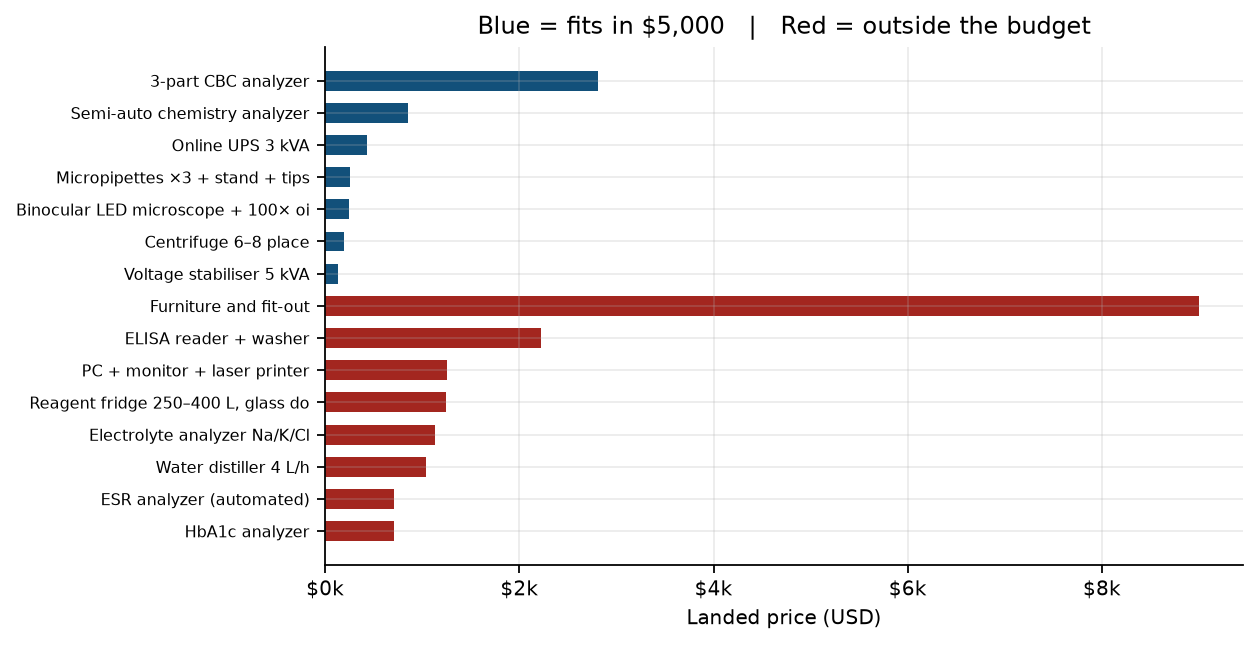 Blue = fits in $5,000 | Red = outside the budget
3-part CBC analyzer
Semi-auto chemistry analyzer
Online UPS 3 kVA
Micropipettes ×3 + stand + tips
Binocular LED microscope + 100× oi
Centrifuge 6–8 place
Voltage stabiliser 5 kVA
Furniture and fit-out
ELISA reader + washer
PC + monitor + laser printer
Reagent fridge 250–400 L, glass do
Electrolyte analyzer Na/K/Cl
Water distiller 4 L/h
ESR analyzer (automated)
HbA1c analyzer
$0k $2k $4k $6k $8k
Landed price (USD)